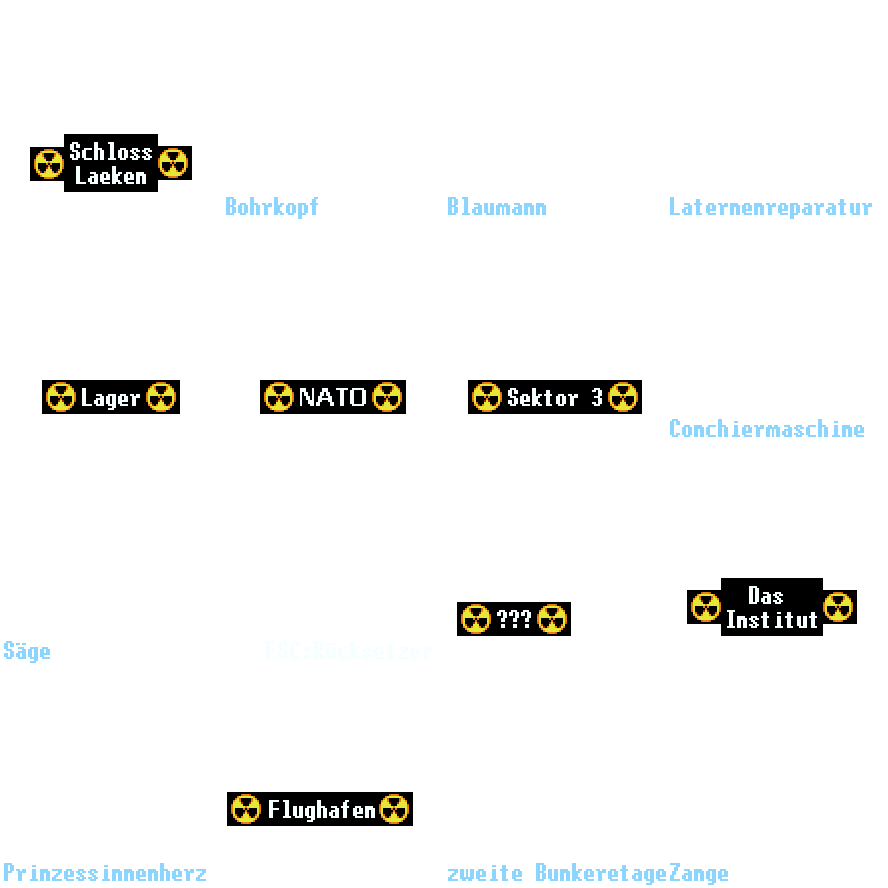 Schloss
Laeken
Bohrkopf
Blaumann
Laternenreparatur
Lager
NATO
Sektor 3
Conchiermaschine
???
Das
Institut
Säge
Flughafen
Prinzessinnenherz
zweite Bunkeretage
Zange